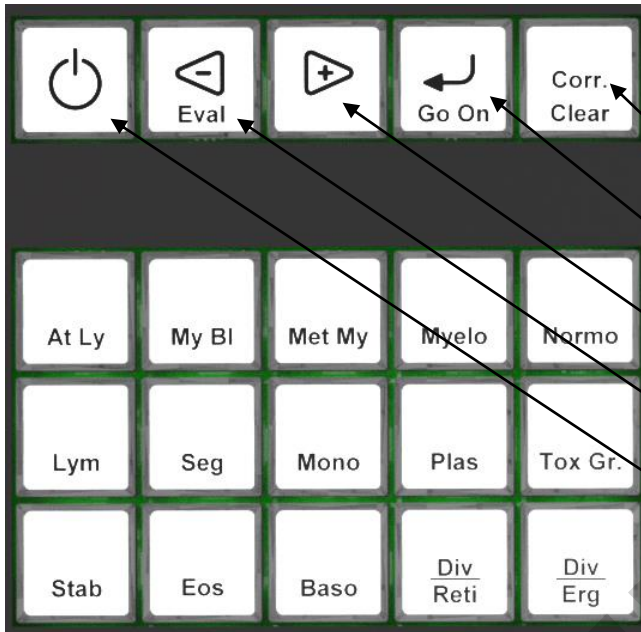 -
+
Eval
Go On
Corr.
Clear
At Ly
My Bl
Met My
Myelo
Normo
Lym
Seg
Mono
Plas
Tox Gr.
Stab
Eos
Baso
Div
Reti
Div
Erg